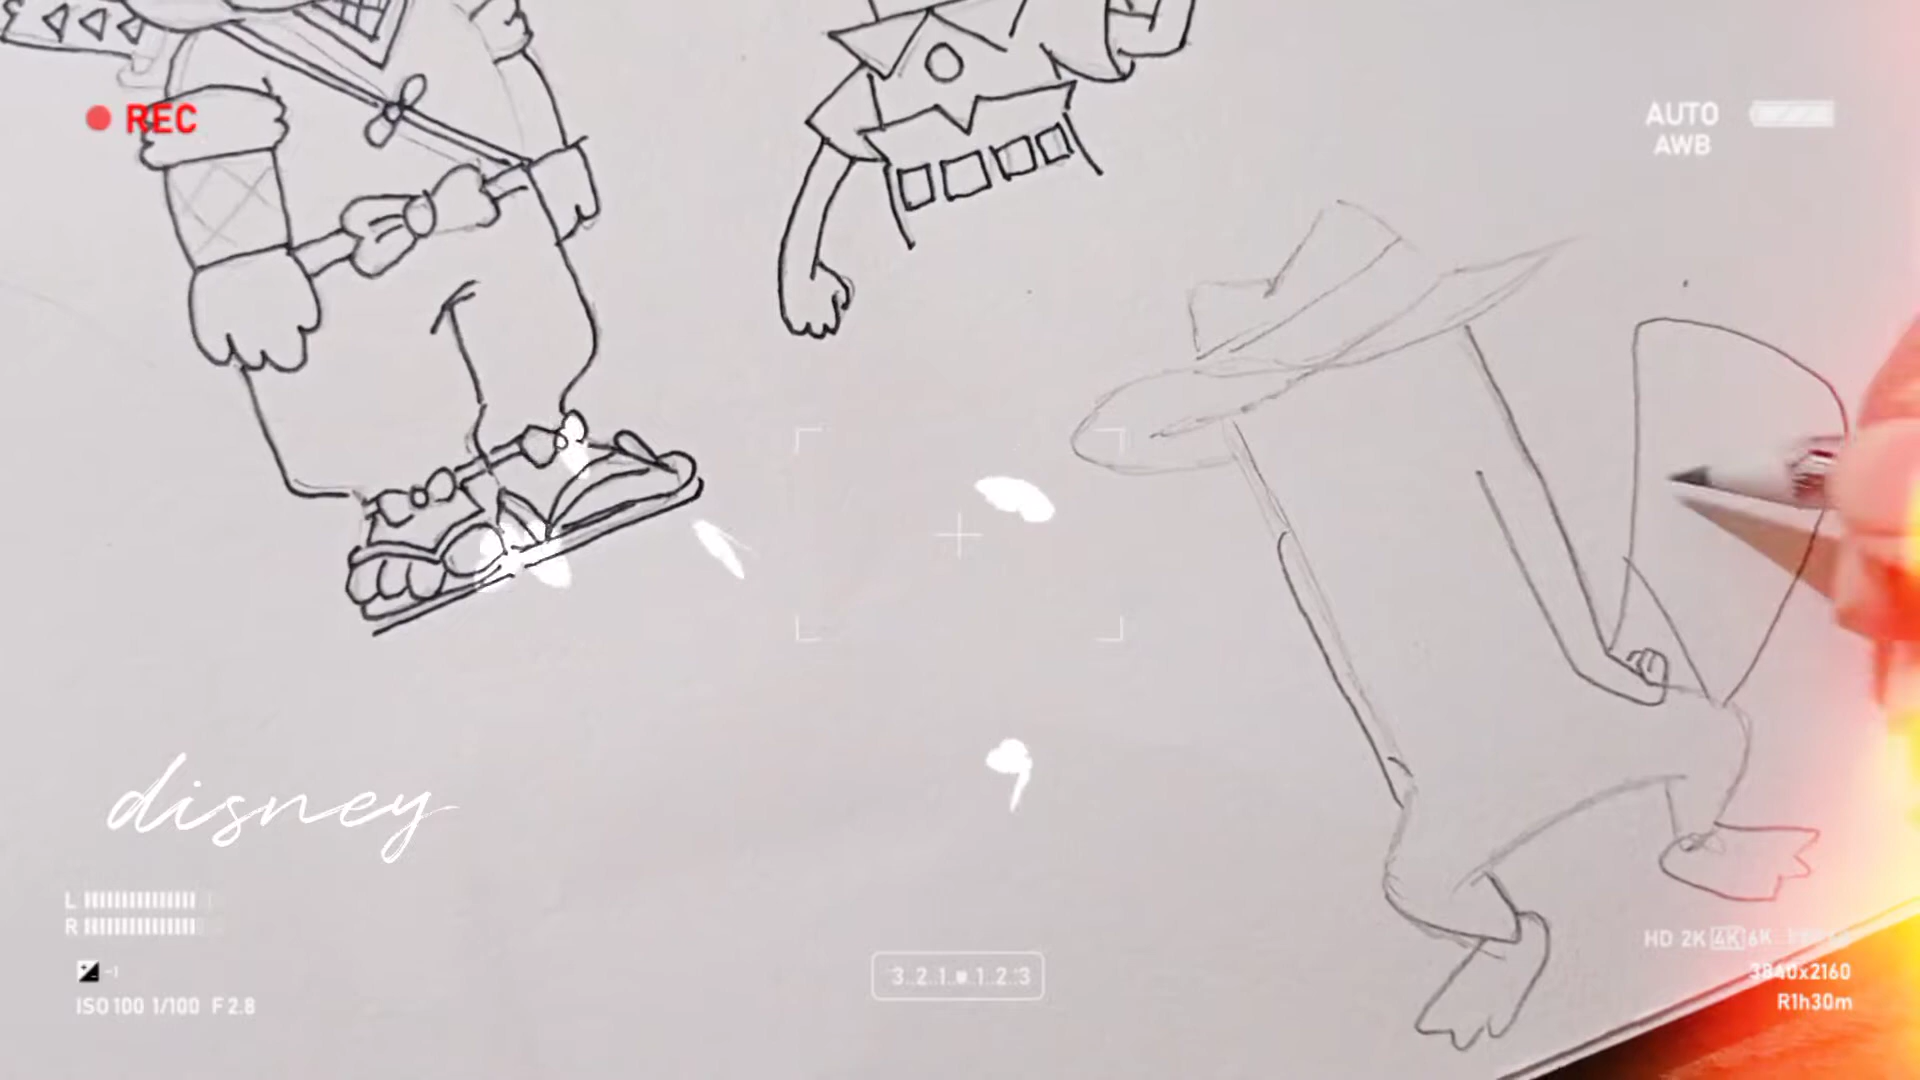 REC
AUTO
AWB
disney
L
R
-1
ISO 100 1/100 F 2.8
3..2..1..■..1..2..3
HD 2K 4K 6K
3840x2160
R1h30m